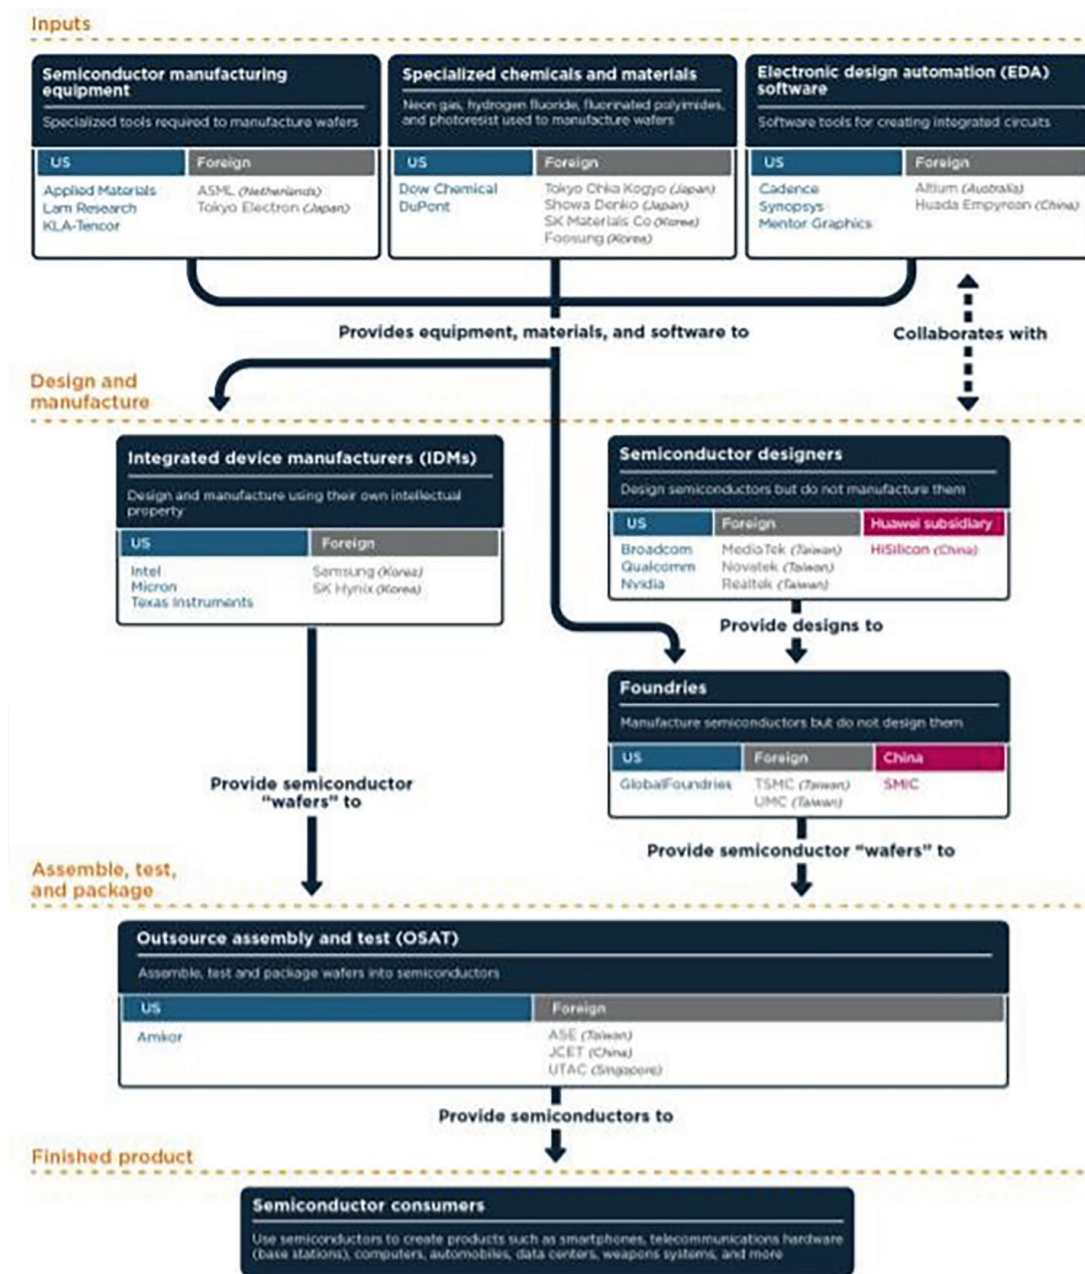 Inputs
Semiconductor manufacturing
equipment
Specialized tools required to manufacture wafers
US
Foreign
Applied Materials
Lam Research
KLA-Tencor
ASML (Netherlands)
Tokyo Electron (Japan)
Specialized chemicals and materials
Neon gas, hydrogen fluoride, fluorinated polyimides,
and photoresist used to manufacture wafers
US
Foreign
Dow Chemical
DuPont
Tokyo Ohka Kogyo (Japan)
Showa Denko (Japan)
SK Materials Co (Korea)
Foosung (Korea)
Electronic design automation (EDA)
software
Software tools for creating integrated circuits
US
Foreign
Cadence
Synopsys
Mentor Graphics
Altium (Australia)
Huada Empyrean (China)
Provides equipment, materials, and software to
Collaborates with
Design and
manufacture
Integrated device manufacturers (IDMs)
Design and manufacture using their own intellectual
property
US
Foreign
Intel
Micron
Texas Instruments
Samsung (Korea)
SK Hynix (Korea)
Semiconductor designers
Design semiconductors but do not manufacture them
US
Foreign
Huawei subsidiary
Broadcom
Qualcomm
Nvidia
MediaTek (Taiwan)
Novatek (Taiwan)
Realtek (Taiwan)
HiSilicon (China)
Provide designs to
Foundries
Manufacture semiconductors but do not design them
US
Foreign
China
GlobalFoundries
TSMC (Taiwan)
UMC (Taiwan)
SMIC
Provide semiconductor
“wafers” to
Provide semiconductor “wafers” to
Assemble, test,
and package
Outsource assembly and test (OSAT)
Assemble, test and package wafers into semiconductors
US
Foreign
Amkor
ASE (Taiwan)
JCET (China)
UTAC (Singapore)
Provide semiconductors to
Finished product
Semiconductor consumers
Use semiconductors to create products such as smartphones, telecommunications hardware
(base stations), computers, automobiles, data centers, weapons systems, and more